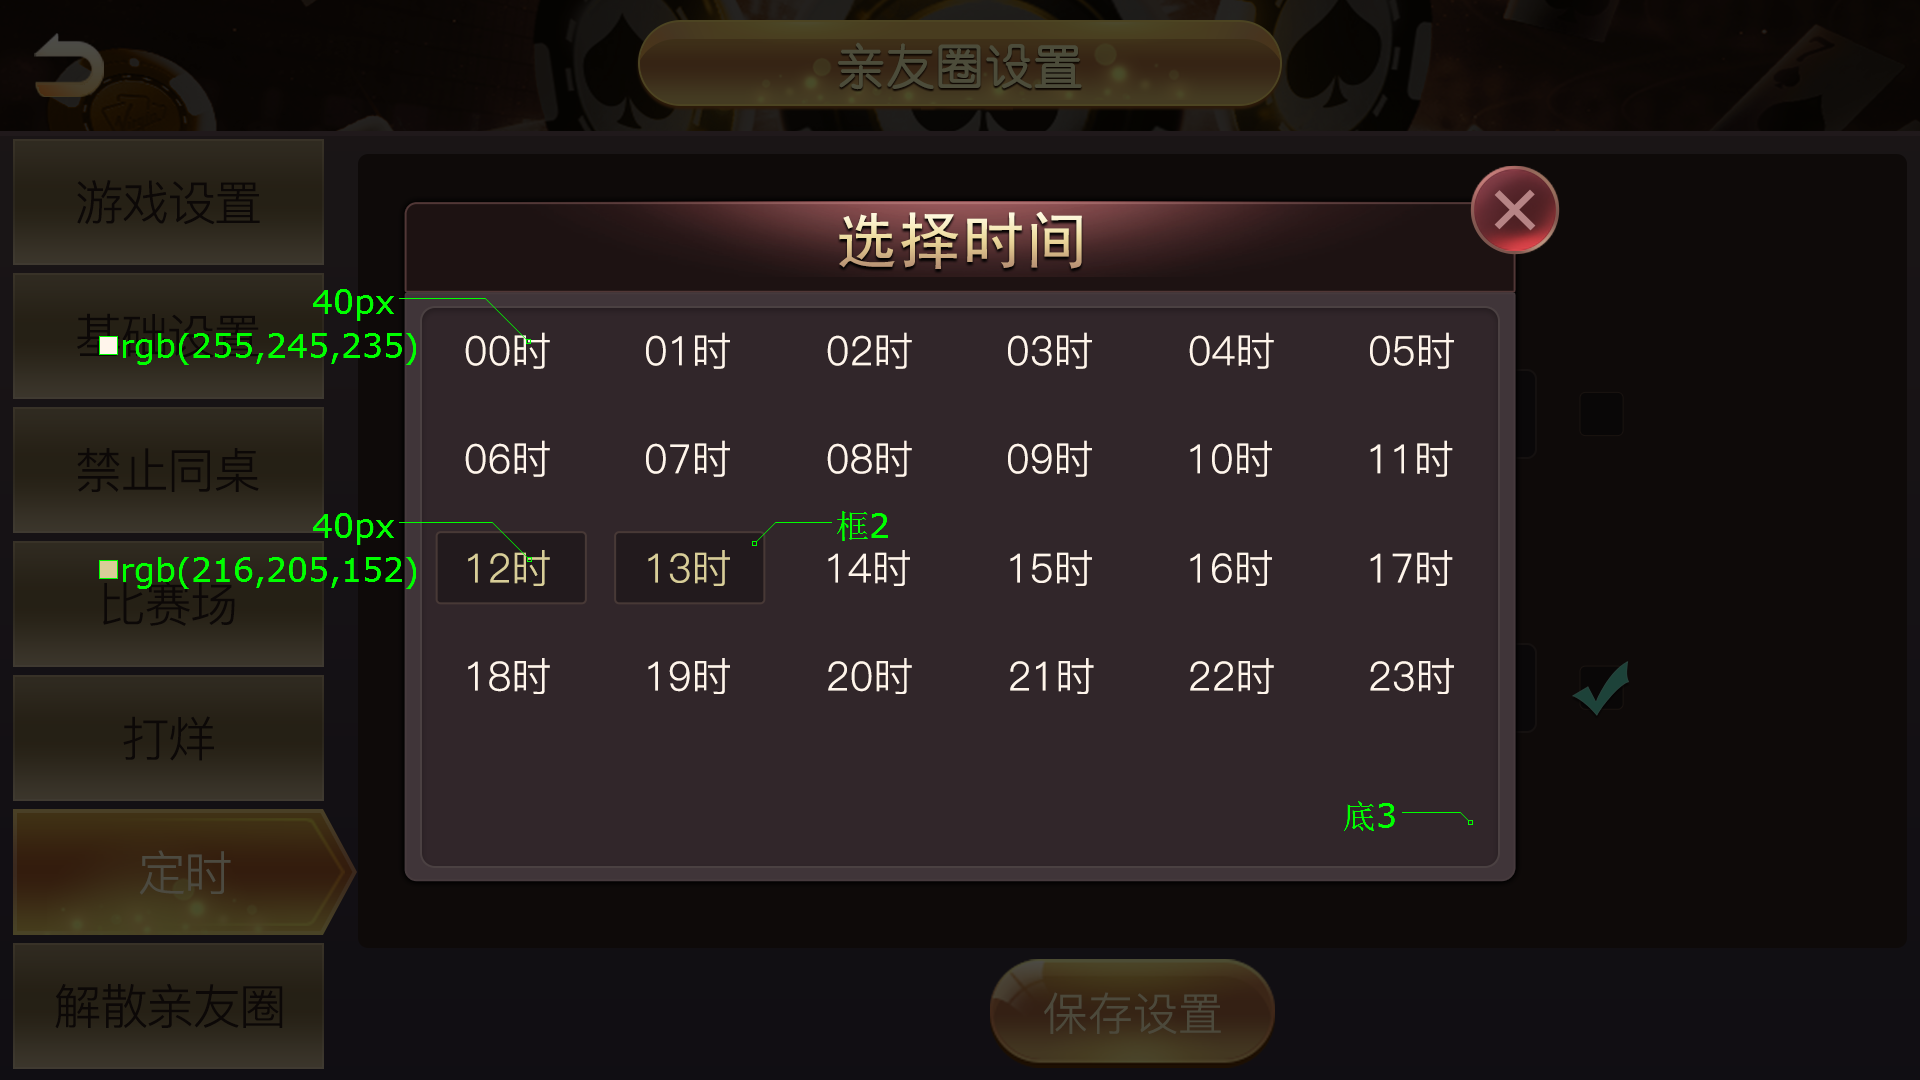 亲友圈设置
游戏设置
基础设置
禁止同桌
比赛场
打烊
定时
解散亲友圈
选择时间
40px
rgb(255,245,235)
00时 01时 02时 03时 04时 05时
06时 07时 08时 09时 10时 11时
40px
框2
rgb(216,205,152)
12时 13时 14时 15时 16时 17时
18时 19时 20时 21时 22时 23时
底3
保存设置